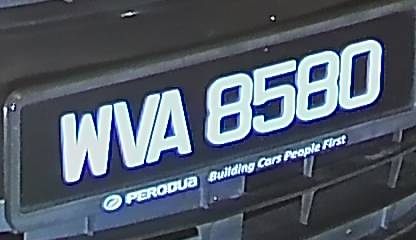 WVA 8580
PERODUA Building Cars People First